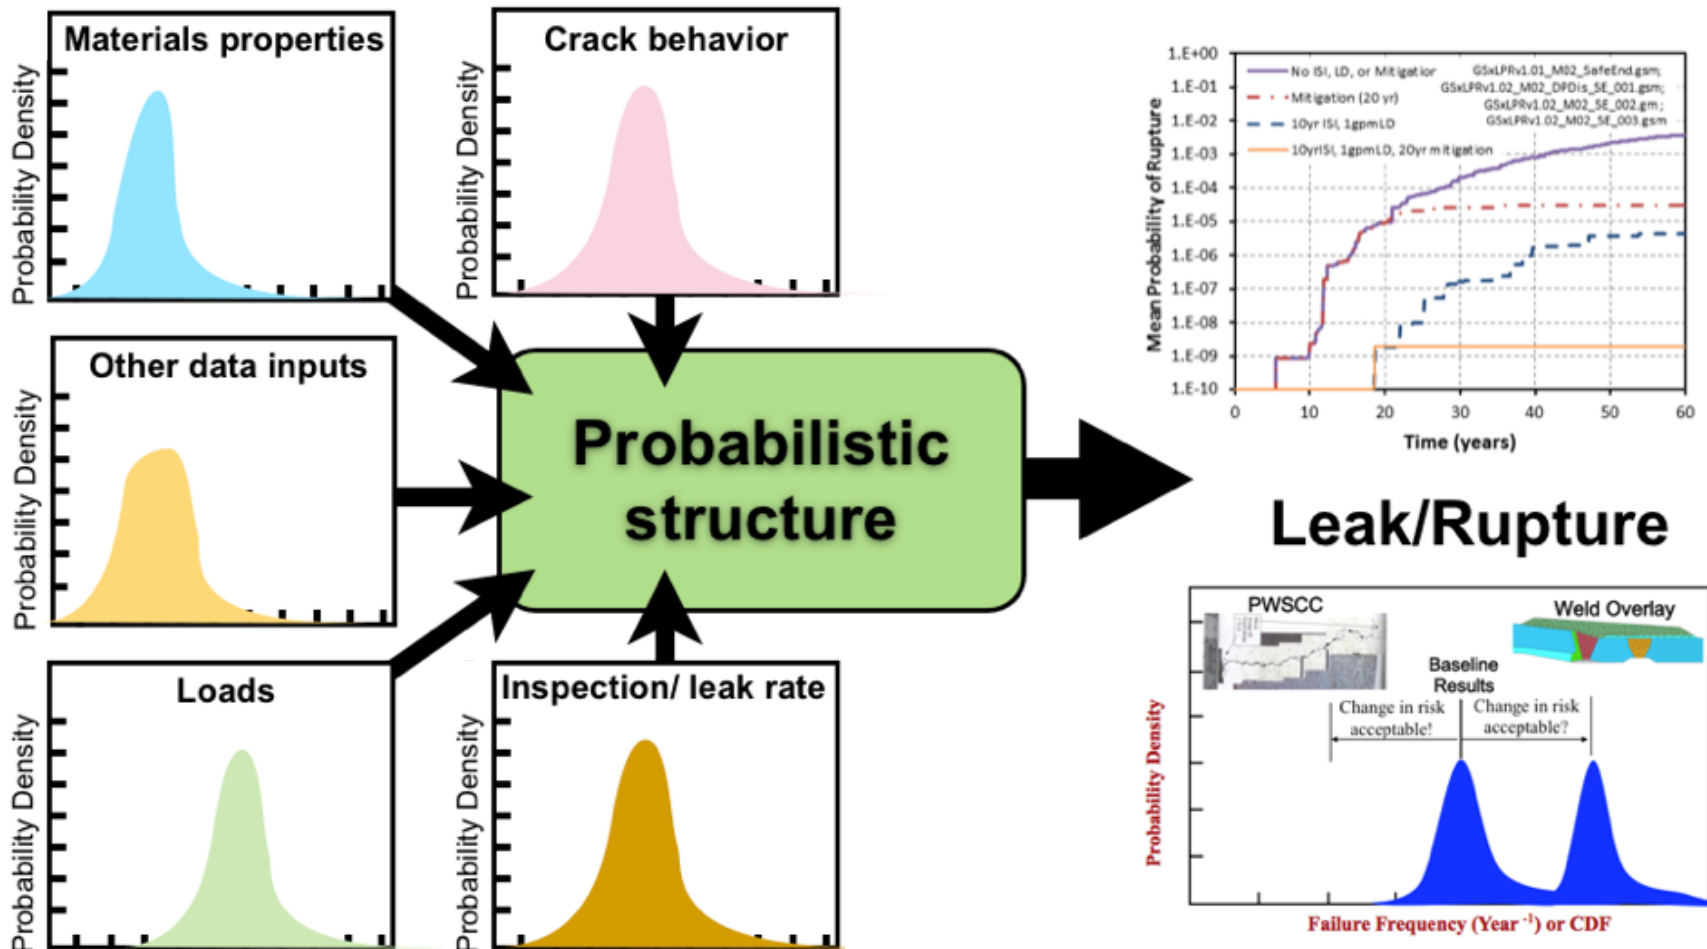 Materials properties
Probability Density
Crack behavior
Probability Density
Other data inputs
Probability Density
Loads
Probability Density
Inspection/ leak rate
Probability Density
Probabilistic
structure
1.E+00
1.E-01
1.E-02
1.E-03
1.E-04
1.E-05
1.E-06
1.E-07
1.E-08
1.E-09
1.E-10
Mean Probability of Rupture
No ISI, LD, or Mitigation
Mitigation (20 yr)
10yr ISI, 1gpmLD
10yrISI, 1gpmLD, 20yr mitigation
GSxLPRv1.01_M02_SafeEnd.gsm;
GSxLPRv1.02_M02_DPDis_SE_001.gsm;
GSxLPRv1.02_M02_SE_002.gm;
GSxLPRv1.02_M02_SE_003.gsm
0 10 20 30 40 50 60
Time (years)
Leak/Rupture
PWSCC
Weld Overlay
Baseline
Results
Change in risk
acceptable!
Change in risk
acceptable?
Probability Density
Failure Frequency (Year -1) or CDF